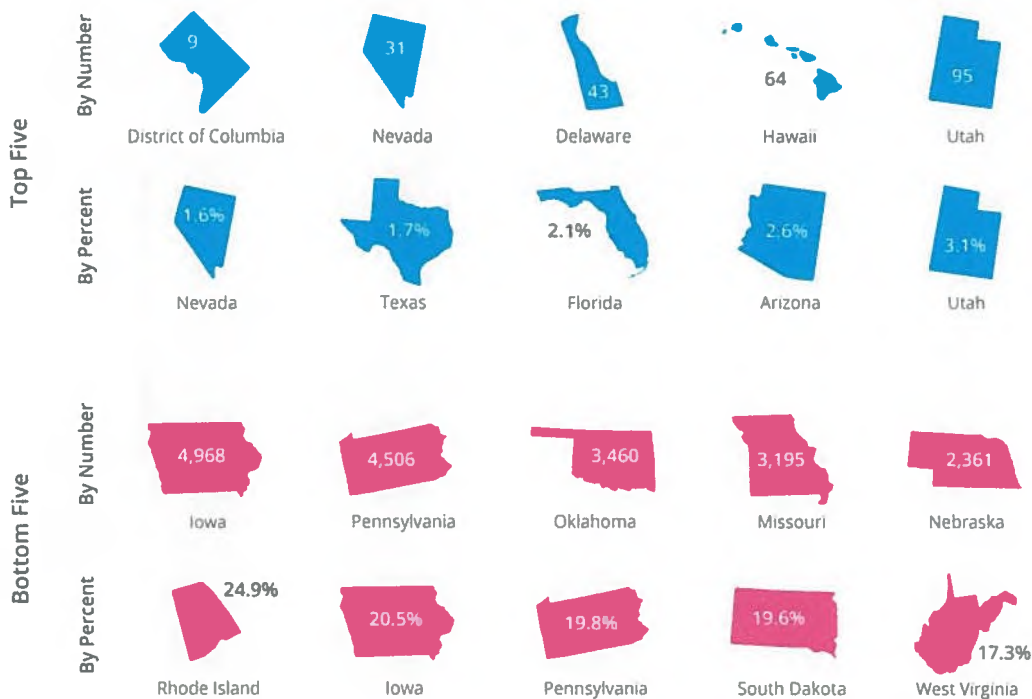 Top Five
By Number
9
31
43
64
95
District of Columbia
Nevada
Delaware
Hawaii
Utah
By Percent
1.6%
1.7%
2.1%
2.6%
3.1%
Nevada
Texas
Florida
Arizona
Utah
Bottom Five
By Number
4,968
4,506
3,460
3,195
2,361
Iowa
Pennsylvania
Oklahoma
Missouri
Nebraska
By Percent
24.9%
20.5%
19.8%
19.6%
17.3%
Rhode Island
Iowa
Pennsylvania
South Dakota
West Virginia